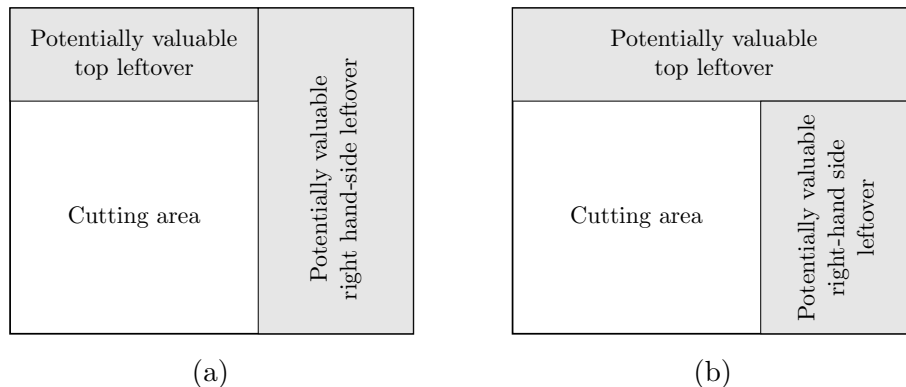 Potentially valuable
top leftover
Potentially valuable
right hand-side leftover
Cutting area
(a)
Potentially valuable
top leftover
Cutting area
Potentially valuable
right-hand side
leftover
(b)